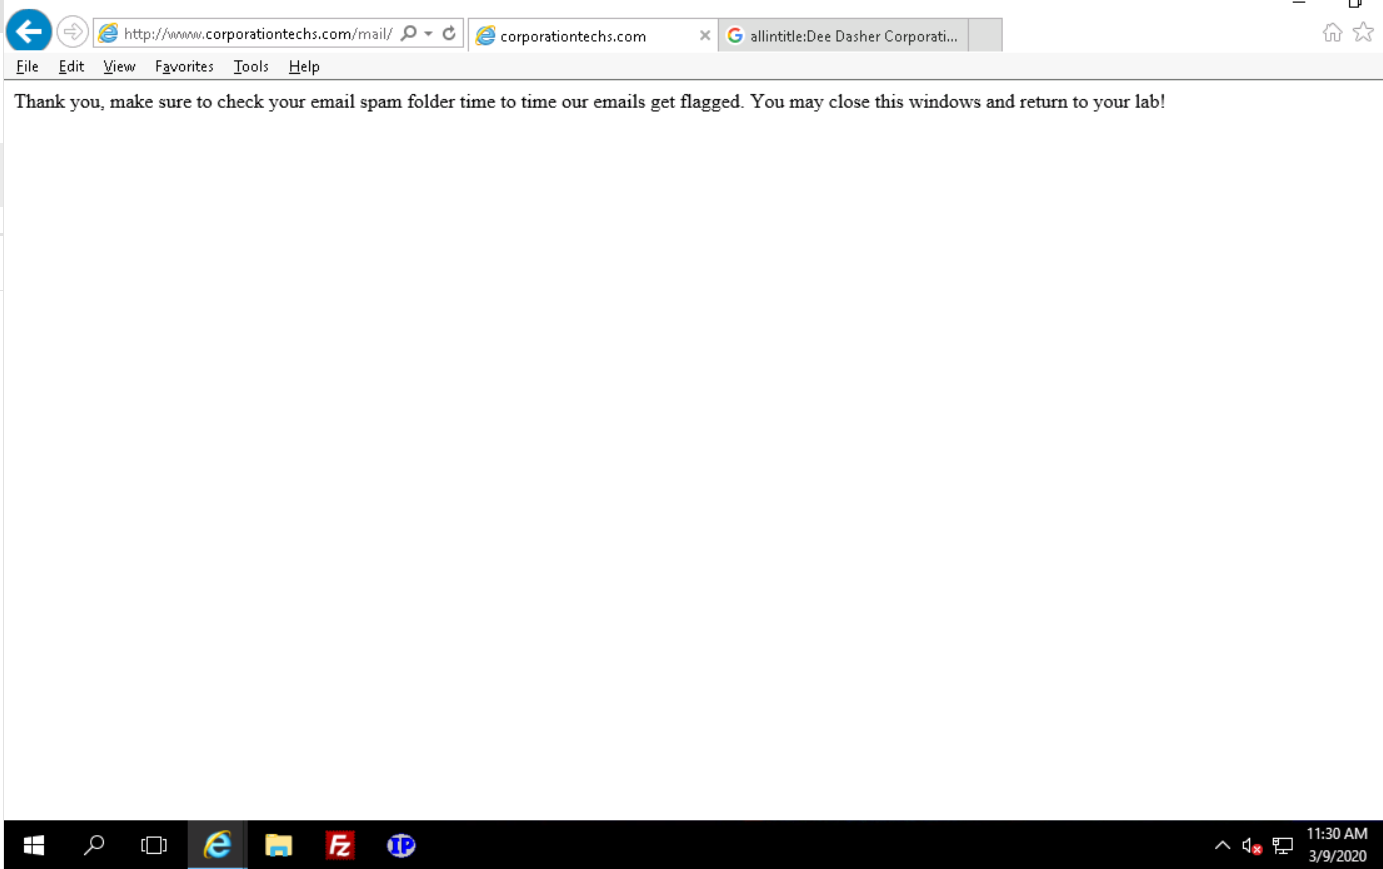 http://www.corporationtechs.com/mail/
corporationtechs.com
allintitle:Dee Dasher Corporati...
File Edit View Favorites Tools Help
Thank you, make sure to check your email spam folder time to time our emails get flagged. You may close this windows and return to your lab!
Fz
IP
11:30 AM
3/9/2020